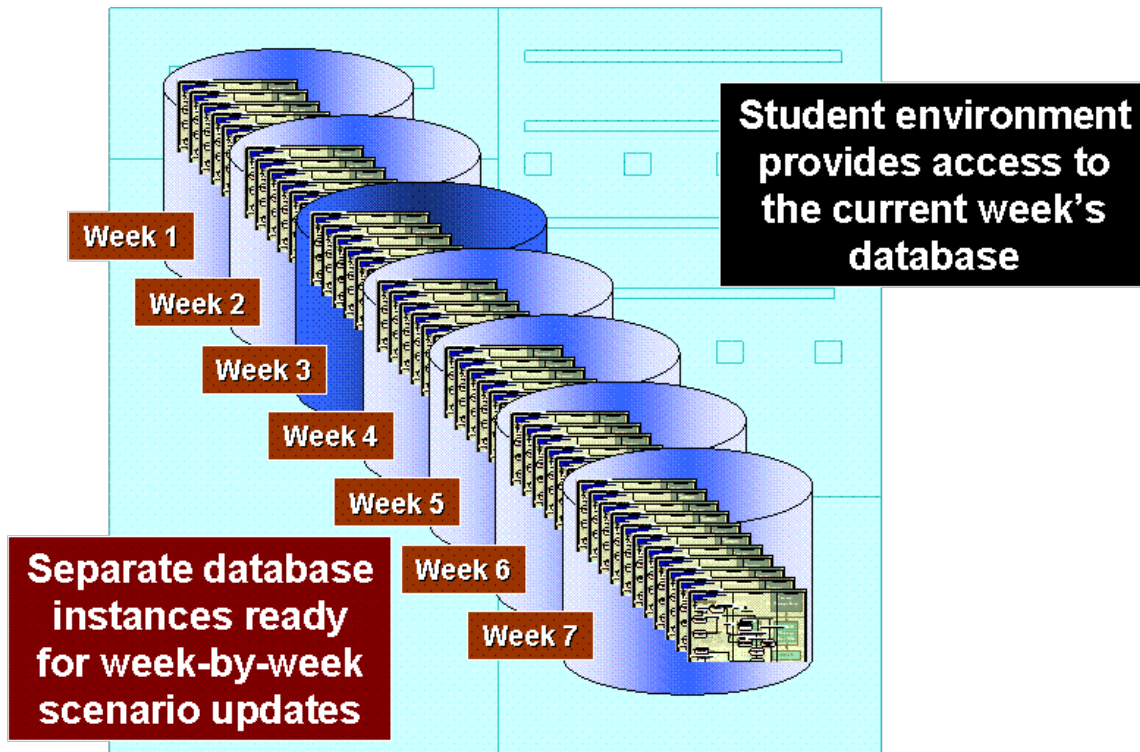 Student environment
provides access to
the current week's
database
Week 1
Week 2
Week 3
Week 4
Week 5
Week 6
Week 7
Separate database
instances ready
for week-by-week
scenario updates